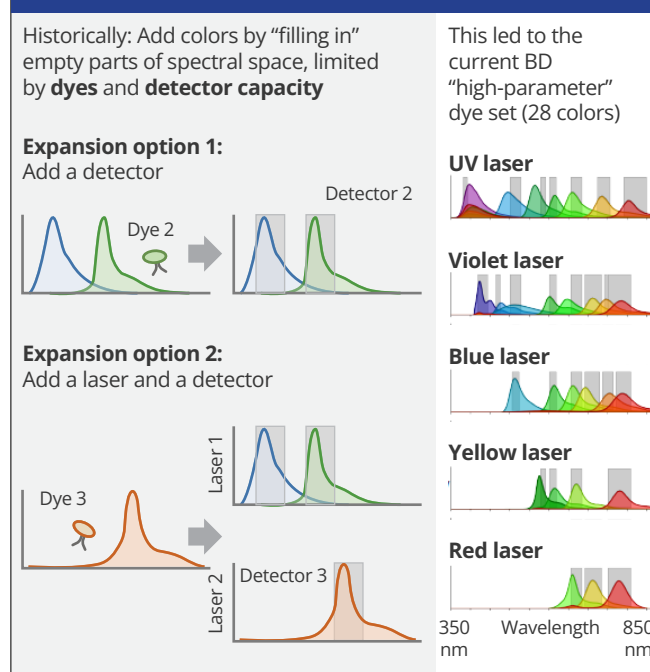 Historically: Add colors by “filling in”
empty parts of spectral space, limited
by dyes and detector capacity
Expansion option 1:
Add a detector
Dye 2
Detector 2
Expansion option 2:
Add a laser and a detector
Dye 3
Laser 1
Laser 2
Detector 3
This led to the
current BD
“high-parameter”
dye set (28 colors)
UV laser
Violet laser
Blue laser
Yellow laser
Red laser
350 Wavelength 850
nm nm